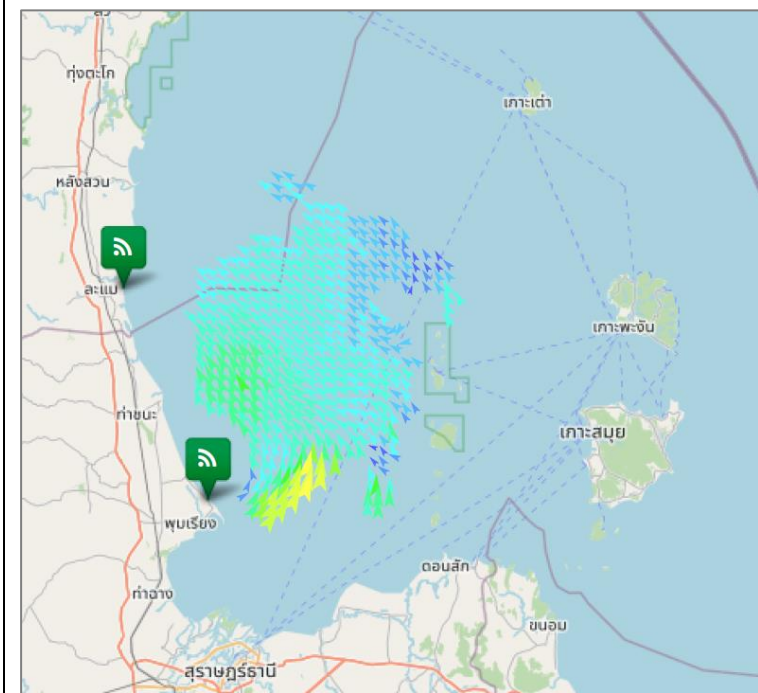 ทุ่งตะโก
เกาะเต่า
หลังสวน
ละแม
เกาะพะงัน
ท่าชนะ
เกาะสมุย
พุมเรียง
ดอนสัก
ท่าฉาง
ขนอม
สุราษฎร์ธานี